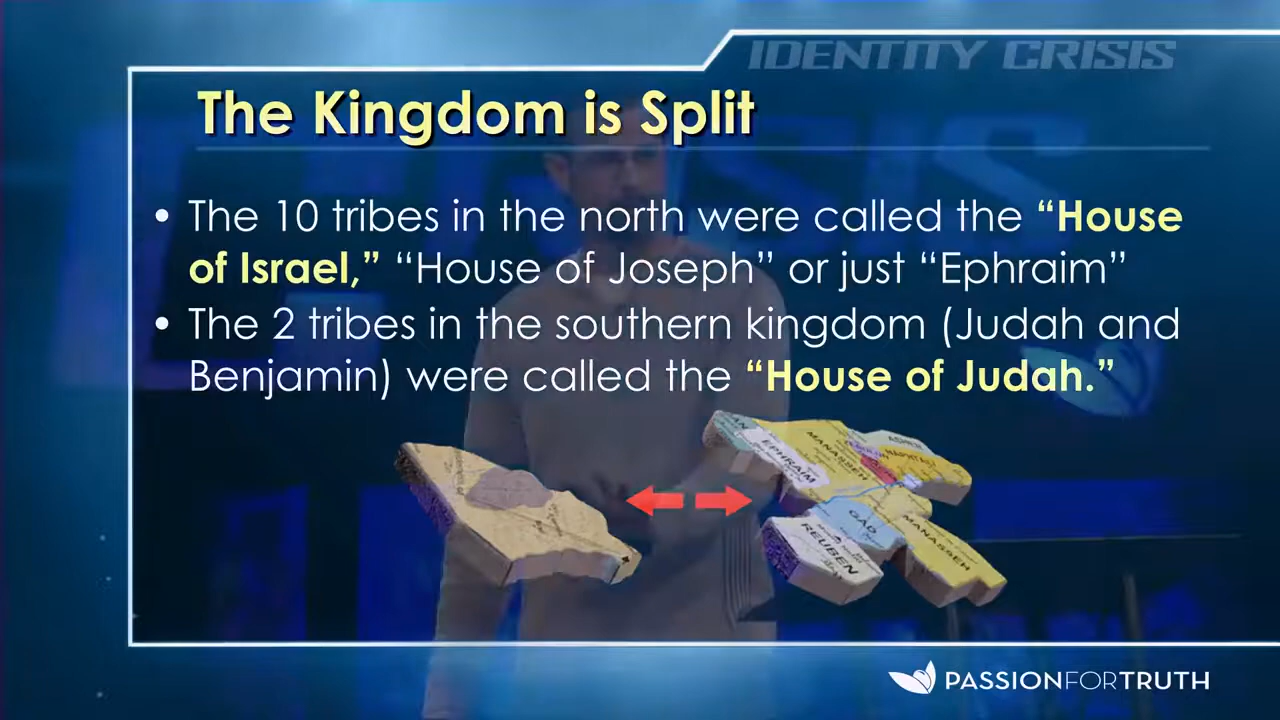 IDENTITY CRISIS
The Kingdom is Split
• The 10 tribes in the north were called the “House
of Israel,” “House of Joseph” or just “Ephraim”
• The 2 tribes in the southern kingdom (Judah and
Benjamin) were called the “House of Judah.”
EPHRAIM
MANASSEH
NAPHTALI
GAD
MANASSEH
REUBEN
PASSIONFORTRUTH